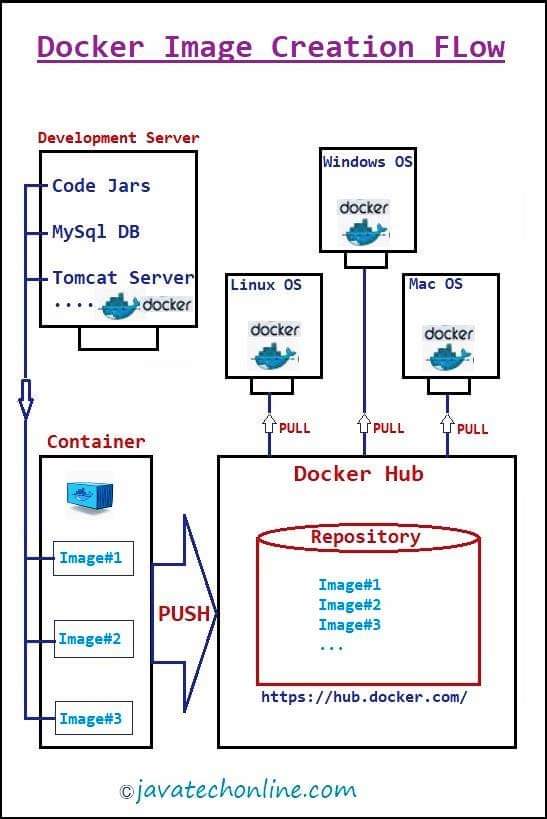 Docker Image Creation FLow
Development Server
Code Jars
MySql DB
Tomcat Server
....
docker
Windows OS
docker
Linux OS
docker
Mac OS
docker
PULL
PULL
PULL
Container
Image#1
Image#2
Image#3
PUSH
Docker Hub
Repository
Image#1
Image#2
Image#3
...
https://hub.docker.com/
©javatechonline.com